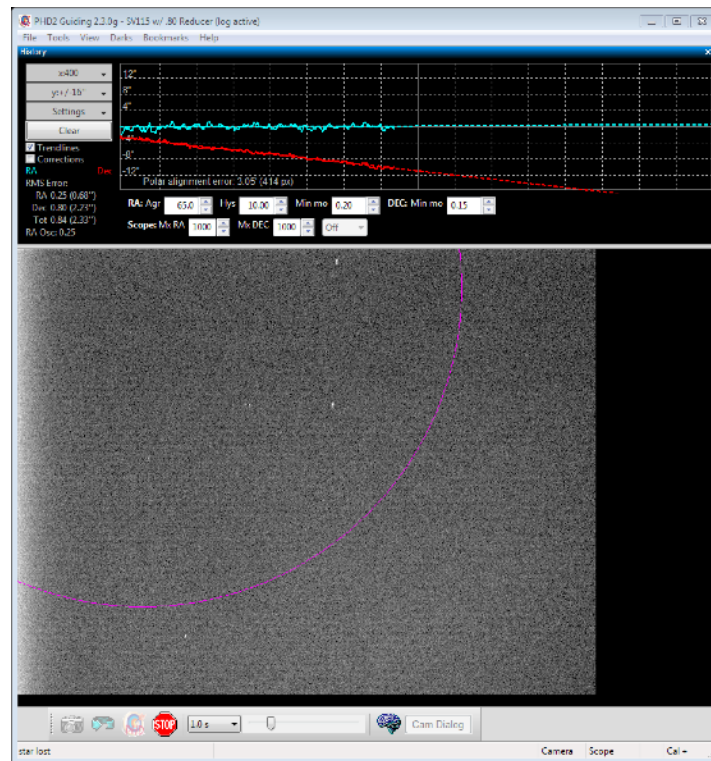 PHD2 Guiding 2.3.0g - SV115 w/ .80 Reducer (log active)
File Tools View Darks Bookmarks Help
History
x:400
y:+/-16"
Settings
Clear
Trendlines
Corrections
RA Dec
RMS Error:
RA 0.25 (0.68")
Dec 0.80 (2.23")
Tot 0.84 (2.33")
RA Osc: 0.25
12"
8"
4"
-4"
-8"
-12"
Polar alignment error: 3.05' (414 px)
RA: Agr 65.0 Hys 10.00 Min mo 0.20 DEC: Min mo 0.15
Scope: Mx RA 1000 Mx DEC 1000 Off
STOP 1.0 s Cam Dialog
star lost Camera Scope Cal +